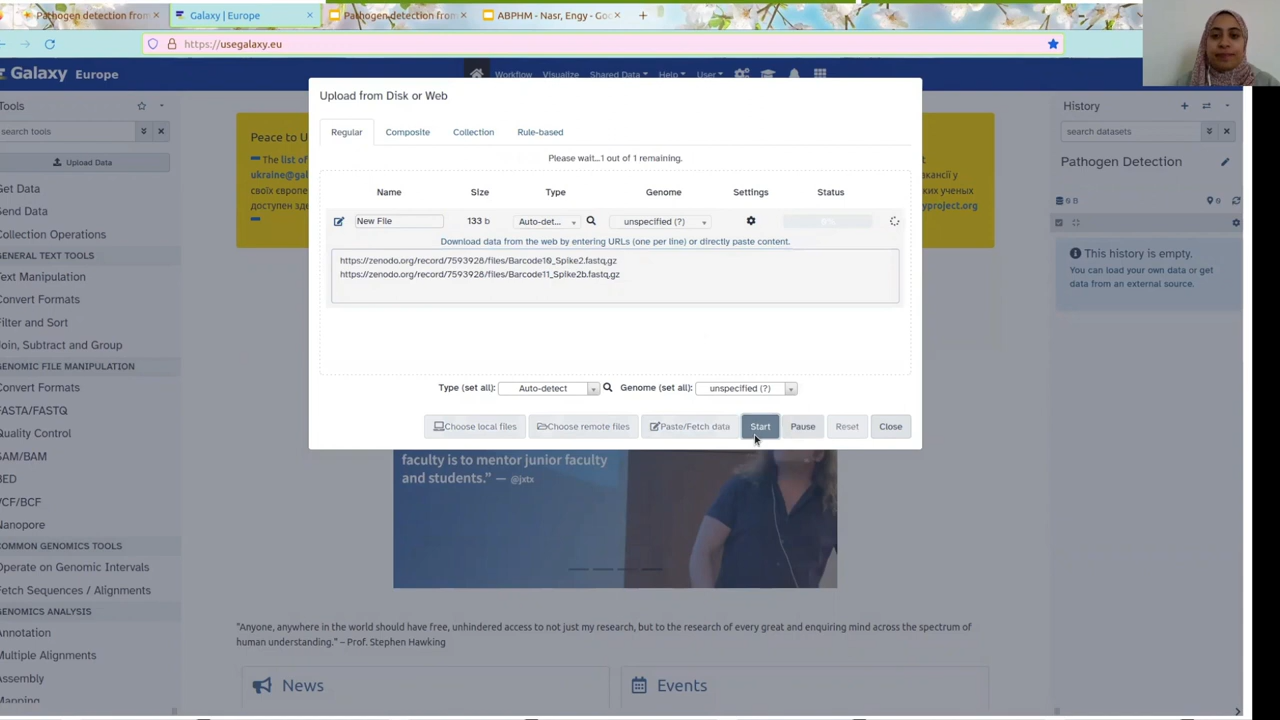 Pathogen detection from
Galaxy | Europe
Pathogen detection from
ABPHM - Nasr, Engy - Goo
https://usegalaxy.eu
Galaxy Europe
Workflow Visualize Shared Data Help User
Tools
search tools
Upload Data
Get Data
Send Data
Collection Operations
GENERAL TEXT TOOLS
Text Manipulation
Convert Formats
Filter and Sort
Join, Subtract and Group
GENOMIC FILE MANIPULATION
Convert Formats
FASTA/FASTQ
Quality Control
SAM/BAM
BED
VCF/BCF
Nanopore
COMMON GENOMICS TOOLS
Operate on Genomic Intervals
Fetch Sequences / Alignments
GENOMICS ANALYSIS
Annotation
Multiple Alignments
Assembly
Mapping
Peace to U
The list of
ukraine@gal
своїх європе
доступен зде
вакансії у
ких ученых
yproject.org
Upload from Disk or Web
Regular
Composite
Collection
Rule-based
Please wait...1 out of 1 remaining.
Name Size Type Genome Settings Status
New File 133 b Auto-det... unspecified (?) 0%
Download data from the web by entering URLs (one per line) or directly paste content.
https://zenodo.org/record/7593928/files/Barcode10_Spike2.fastq.gz
https://zenodo.org/record/7593928/files/Barcode11_Spike2b.fastq.gz
Type (set all): Auto-detect Genome (set all): unspecified (?)
Choose local files
Choose remote files
Paste/Fetch data
Start
Pause
Reset
Close
faculty is to mentor junior faculty
and students.” — @jxtx
"Anyone, anywhere in the world should have free, unhindered access to not just my research, but to the research of every great and enquiring mind across the spectrum of
human understanding." – Prof. Stephen Hawking
News
Events
History
search datasets
Pathogen Detection
0 B
0
This history is empty.
You can load your own data or get
data from an external source.